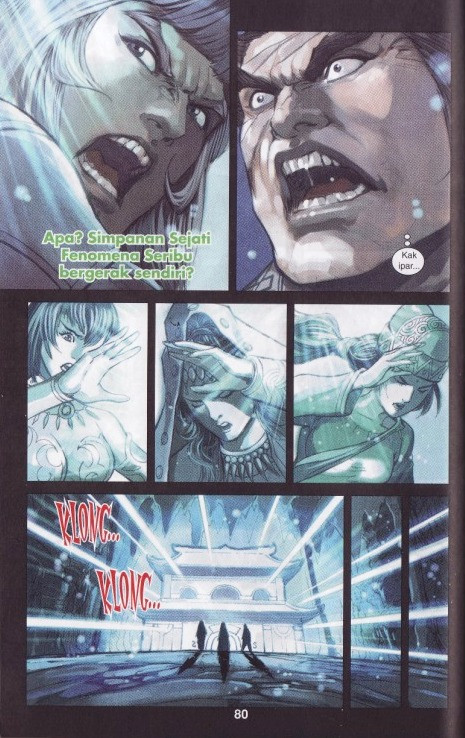 Apa? Simpanan Sejati
Fenomena Seribu
bergerak sendiri?
Kak
ipar...
KLONG...
KLONG...
80